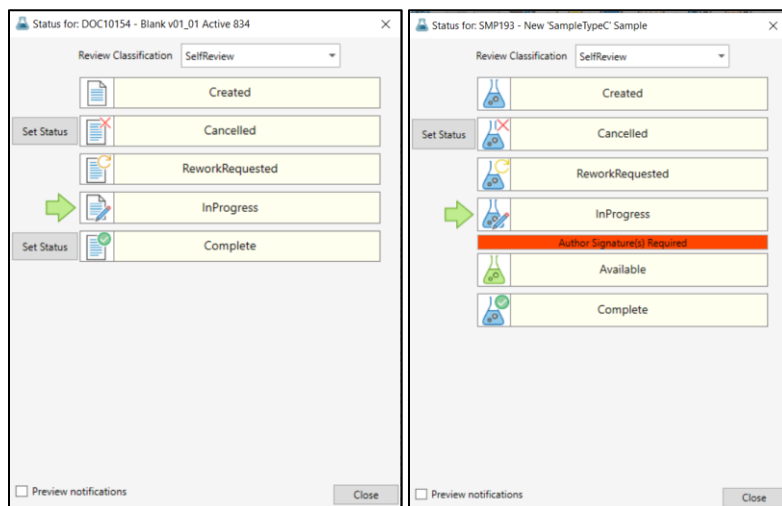 Status for: DOC10154 - Blank v01_01 Active 834
Review Classification SelfReview
Created
Set Status Cancelled
ReworkRequested
InProgress
Set Status Complete
Preview notifications
Close
Status for: SMP193 - New 'SampleTypeC' Sample
Review Classification SelfReview
Created
Set Status Cancelled
ReworkRequested
InProgress
Author Signature(s) Required
Available
Complete
Preview notifications
Close